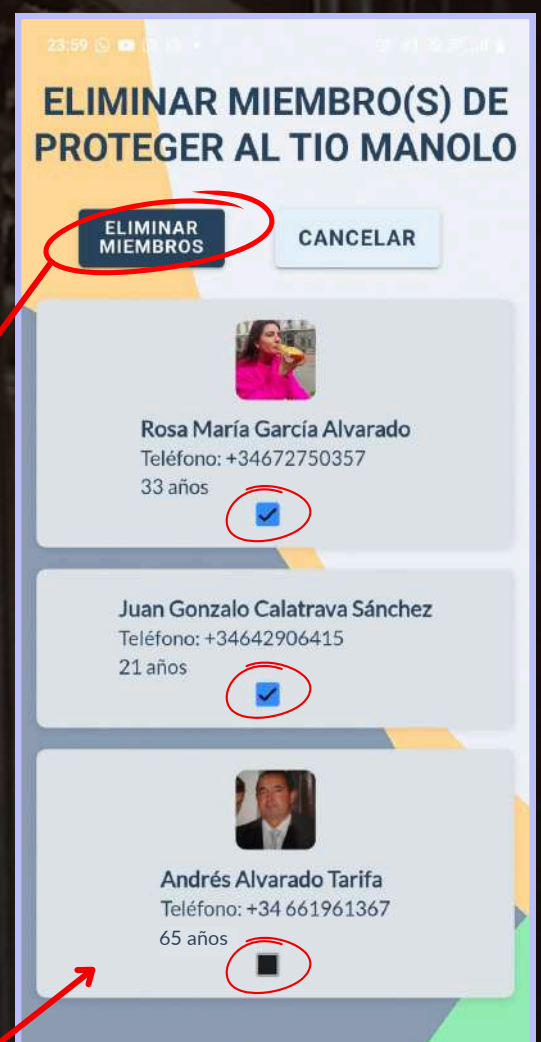 23:59
ELIMINAR MIEMBRO(S) DE
PROTEGER AL TIO MANOLO
ELIMINAR
MIEMBROS
CANCELAR
Rosa María García Alvarado
Teléfono: +34672750357
33 años
Juan Gonzalo Calatrava Sánchez
Teléfono: +34642906415
21 años
Andrés Alvarado Tarifa
Teléfono: +34 661961367
65 años